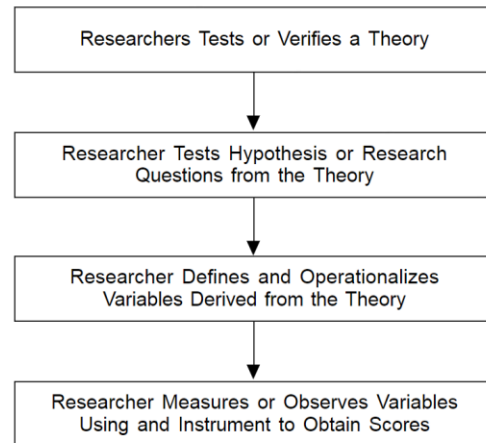 Researchers Tests or Verifies a Theory
Researcher Tests Hypothesis or Research
Questions from the Theory
Researcher Defines and Operationalizes
Variables Derived from the Theory
Researcher Measures or Observes Variables
Using and Instrument to Obtain Scores